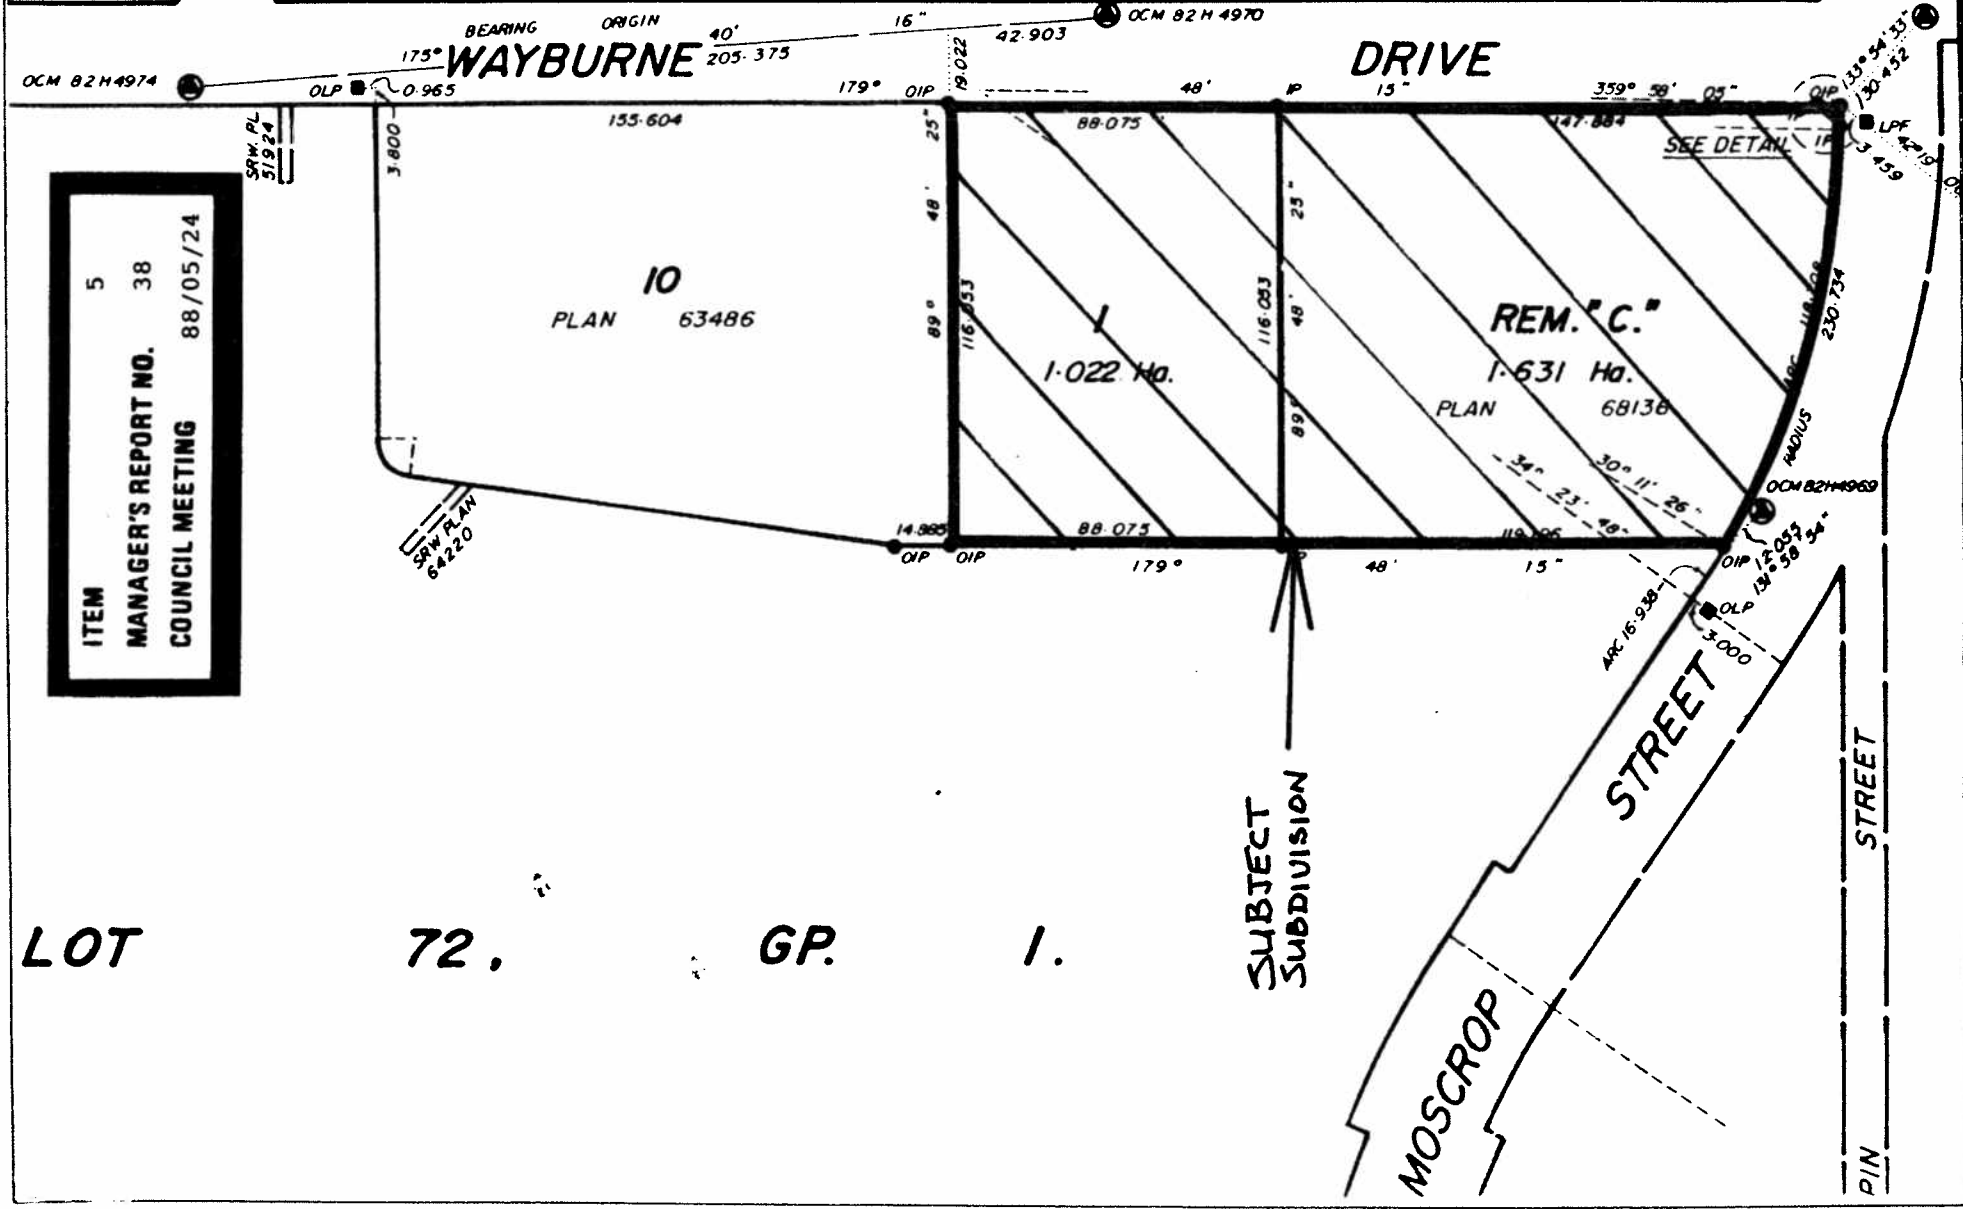 BEARING ORIGIN
175° 40' 16"
205·375
42·903
OCM 82H4970
OCM 82H4974
WAYBURNE DRIVE
OLP
0·965
179° 48' 15"
OIP
IP
359° 58' 05"
OIP
133° 54' 33"
130·452
19·022
155·604
88·075
147·884
SEE DETAIL
IP
LPF
3·459
42°19'
SRW. PL.
51924
3·800
89° 48' 25"
116·053
89° 48' 25"
116·053
10
PLAN 63486
1
1·022 Ha.
REM. "C."
1·631 Ha.
PLAN 68138
ARC
RADIUS 230·734
ITEM 5
MANAGER'S REPORT NO. 38
COUNCIL MEETING 88/05/24
SRW PLAN
64220
14·885
OIP
OIP
88·075
179° 48' 15"
34° 23' 48"
30° 11' 26"
OCM 82H4969
OIP
12·055
131° 58' 54"
OLP
3·000
ARC 16·938
SUBJECT
SUBDIVISION
MOSCROP STREET
PIN STREET
LOT 72, GP. 1.